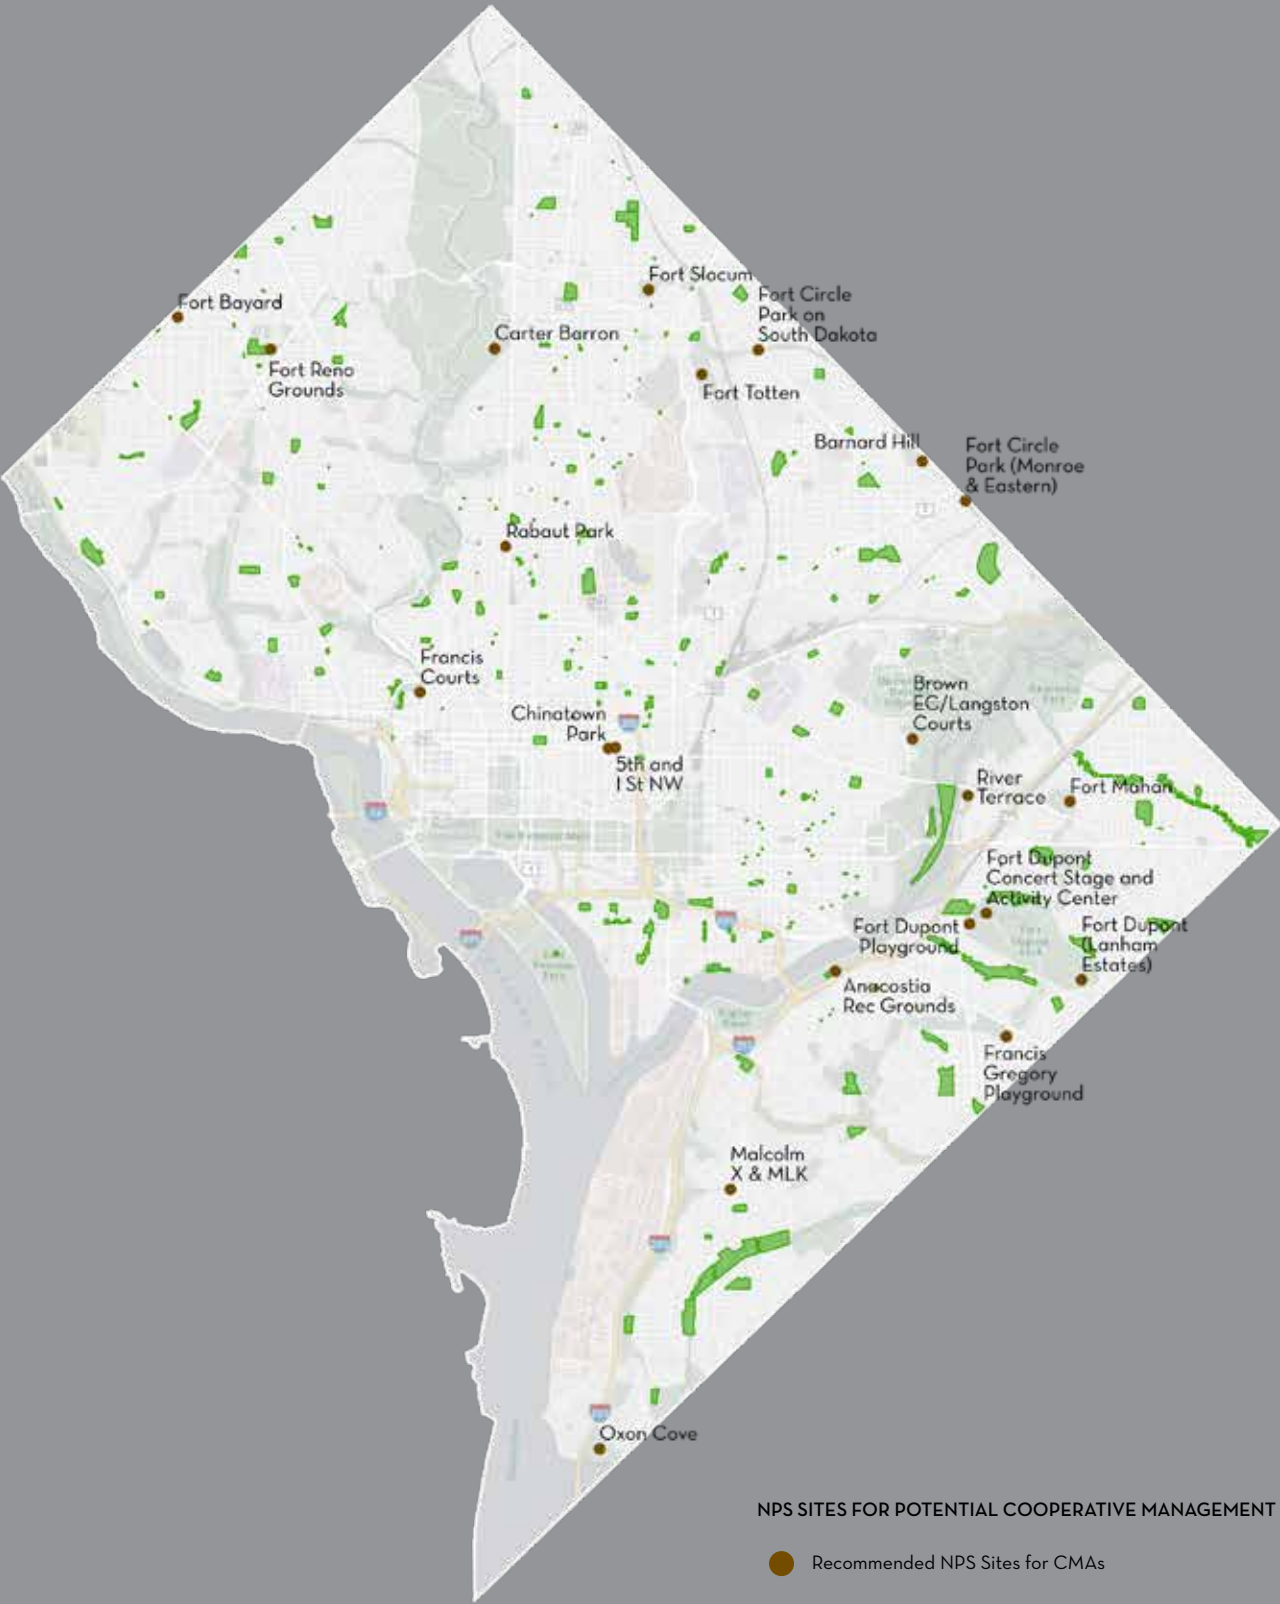 Fort Slocum
Fort Circle
Park on
South Dakota
Fort Bayard
Carter Barron
Fort Reno
Grounds
Fort Totten
Barnard Hill
Fort Circle
Park (Monroe
& Eastern)
Rabaut Park
Francis
Courts
Brown
EC/Langston
Courts
Chinatown
Park
5th and
I St NW
River
Terrace
Fort Mahan
Fort Dupont
Concert Stage and
Activity Center
Fort Dupont
Playground
Fort Dupont
(Lanham
Estates)
Anacostia
Rec Grounds
Francis
Gregory
Playground
Malcolm
X & MLK
Oxon Cove
NPS SITES FOR POTENTIAL COOPERATIVE MANAGEMENT
Recommended NPS Sites for CMAs